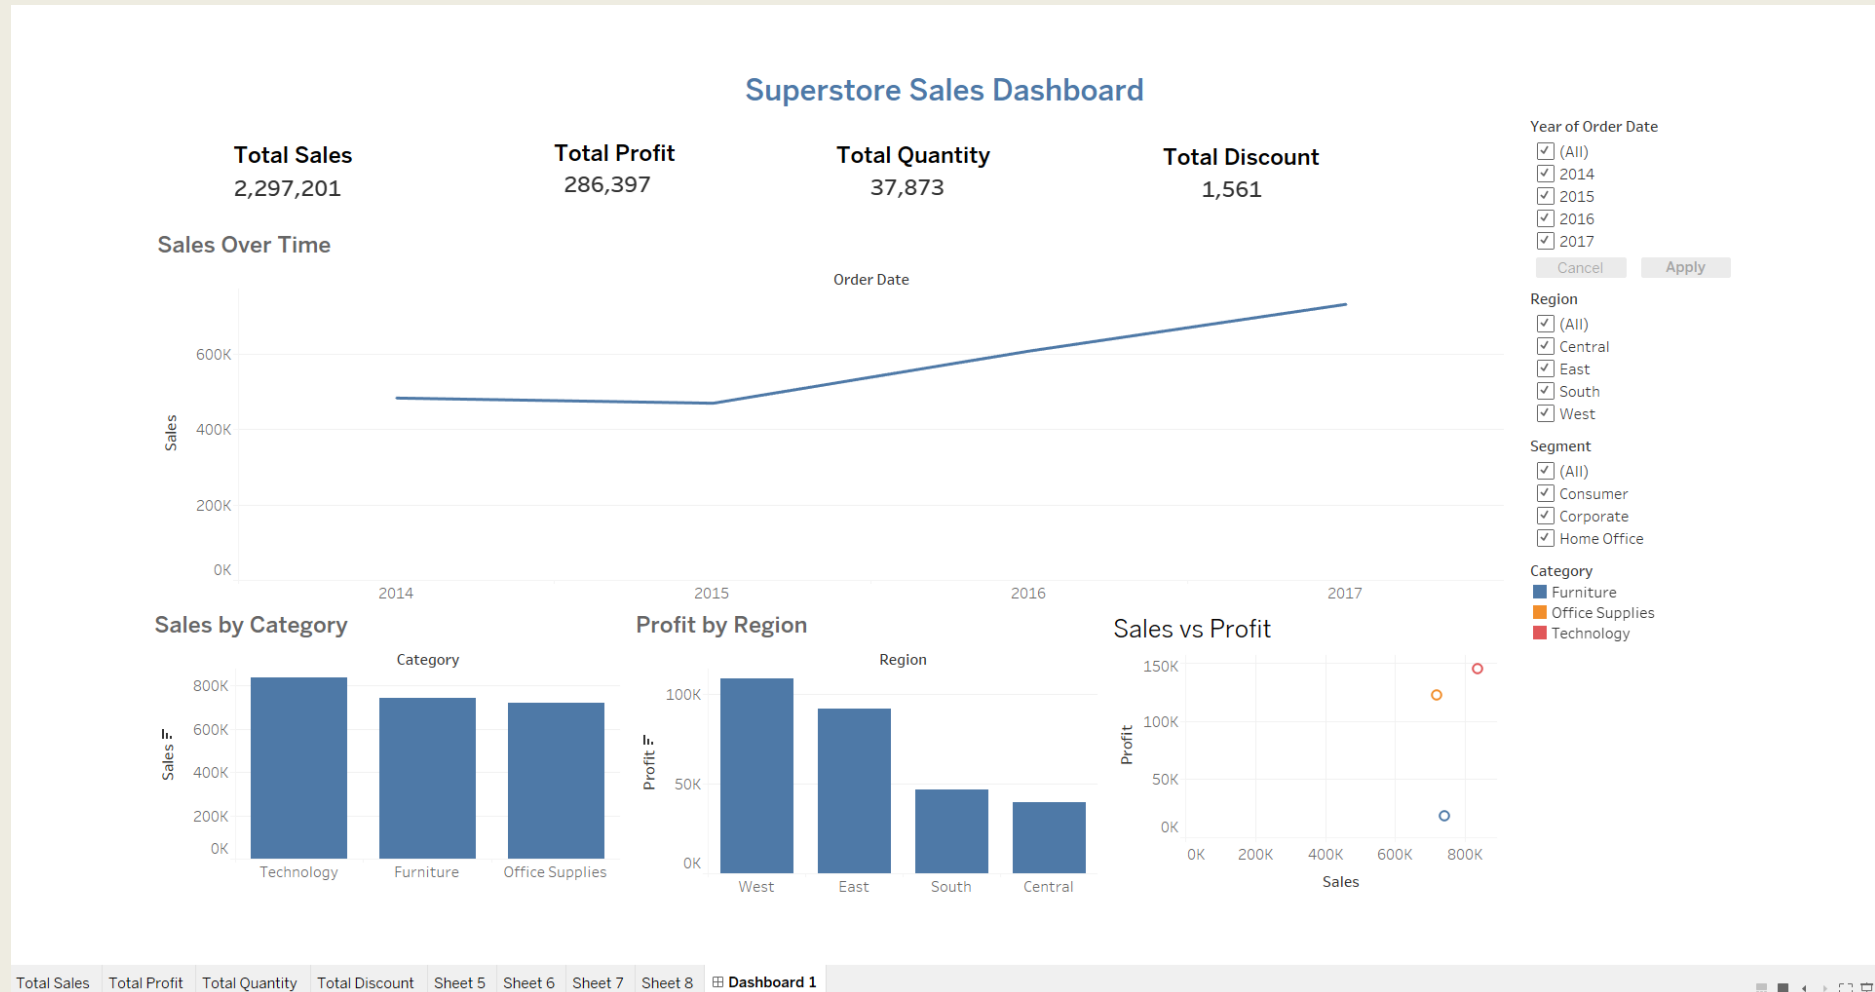 Superstore Sales Dashboard
Total Sales
2,297,201
Total Profit
286,397
Total Quantity
37,873
Total Discount
1,561
Year of Order Date
(All)
2014
2015
2016
2017
Cancel Apply
Region
(All)
Central
East
South
West
Segment
(All)
Consumer
Corporate
Home Office
Category
Furniture
Office Supplies
Technology
Sales Over Time
Order Date
Sales
600K
400K
200K
0K
2014 2015 2016 2017
Sales by Category
Category
Sales
800K
600K
400K
200K
0K
Technology Furniture Office Supplies
Profit by Region
Region
Profit
100K
50K
0K
West East South Central
Sales vs Profit
Profit
150K
100K
50K
0K
0K 200K 400K 600K 800K
Sales
Total Sales Total Profit Total Quantity Total Discount Sheet 5 Sheet 6 Sheet 7 Sheet 8 Dashboard 1